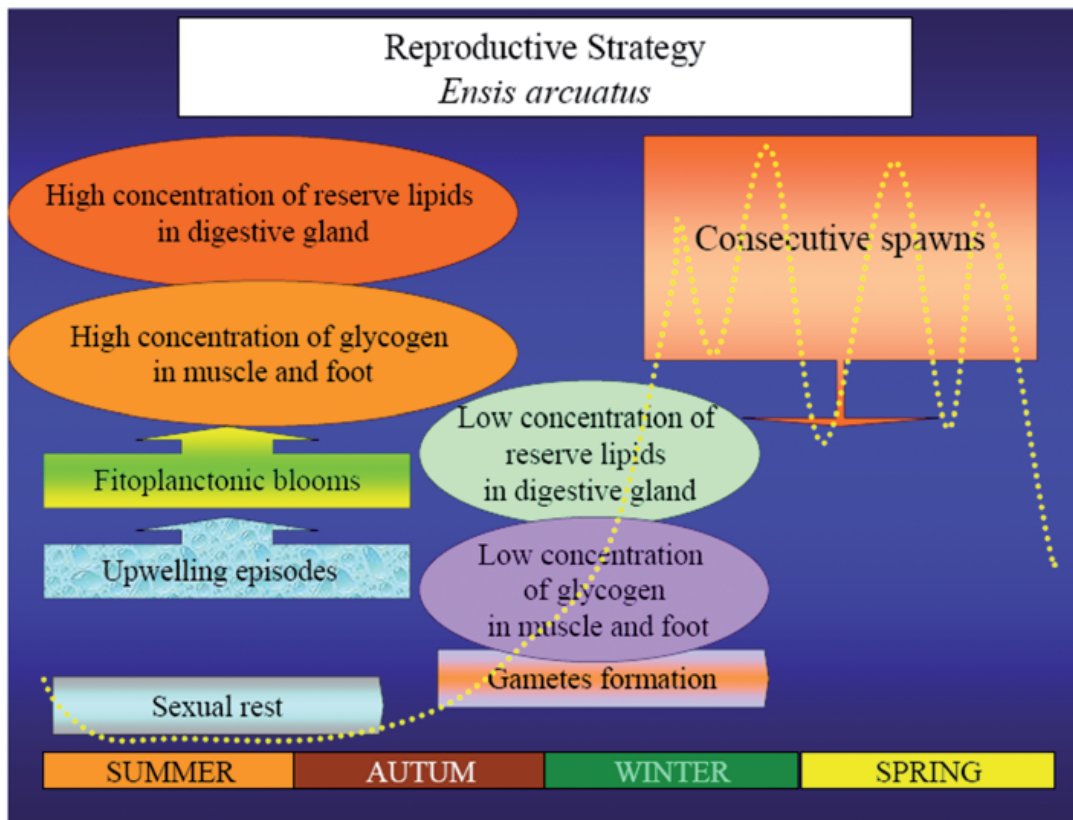 Reproductive Strategy
Ensis arcuatus
High concentration of reserve lipids
in digestive gland
High concentration of glycogen
in muscle and foot
Fitoplanctonic blooms
Upwelling episodes
Sexual rest
Low concentration of
reserve lipids
in digestive gland
Low concentration
of glycogen
in muscle and foot
Gametes formation
Consecutive spawns
SUMMER
AUTUM
WINTER
SPRING